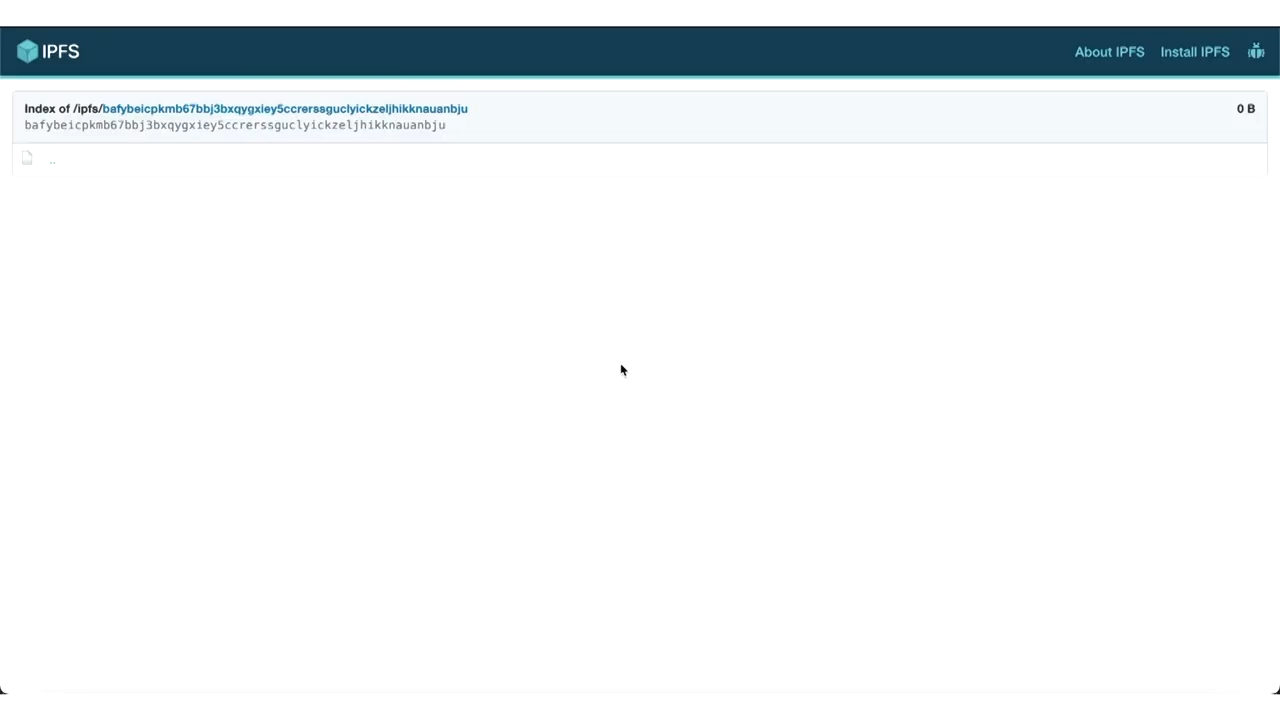 IPFS
About IPFS Install IPFS
Index of /ipfs/bafybeicpkmb67bbj3bxqygxiey5ccrerssguclyickzeljhikknauanbju 0 B
bafybeicpkmb67bbj3bxqygxiey5ccrerssguclyickzeljhikknauanbju
..